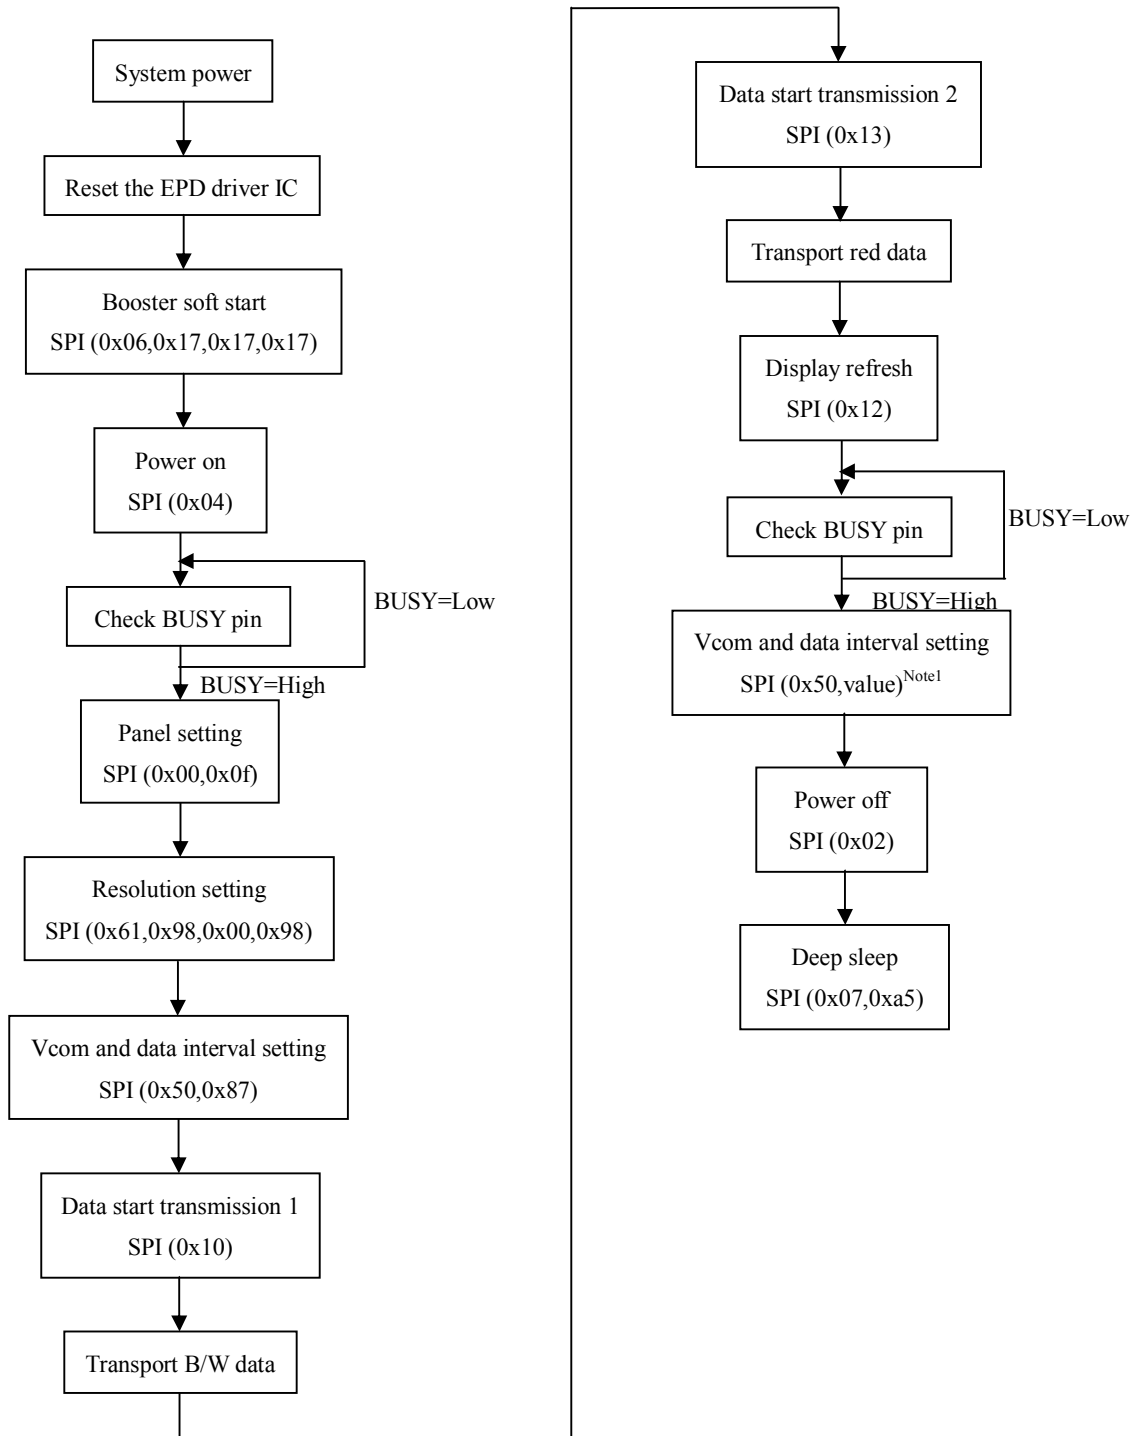 System power
Reset the EPD driver IC
Booster soft start
SPI (0x06,0x17,0x17,0x17)
Power on
SPI (0x04)
BUSY=Low
Check BUSY pin
BUSY=High
Panel setting
SPI (0x00,0x0f)
Resolution setting
SPI (0x61,0x98,0x00,0x98)
Vcom and data interval setting
SPI (0x50,0x87)
Data start transmission 1
SPI (0x10)
Transport B/W data
Data start transmission 2
SPI (0x13)
Transport red data
Display refresh
SPI (0x12)
BUSY=Low
Check BUSY pin
BUSY=High
Vcom and data interval setting
SPI (0x50,value)Note1
Power off
SPI (0x02)
Deep sleep
SPI (0x07,0xa5)